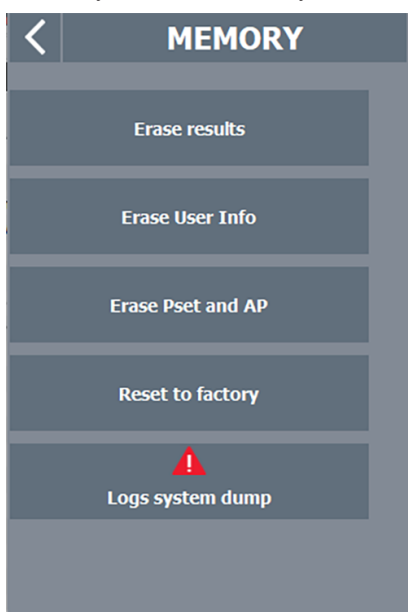 MEMORY
Erase results
Erase User Info
Erase Pset and AP
Reset to factory
Logs system dump